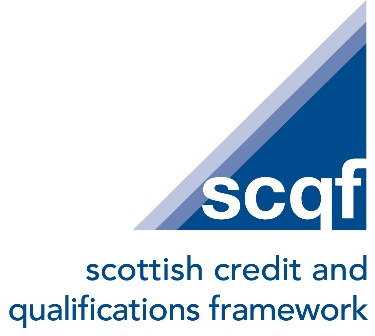 scqf
scottish credit and
qualifications framework